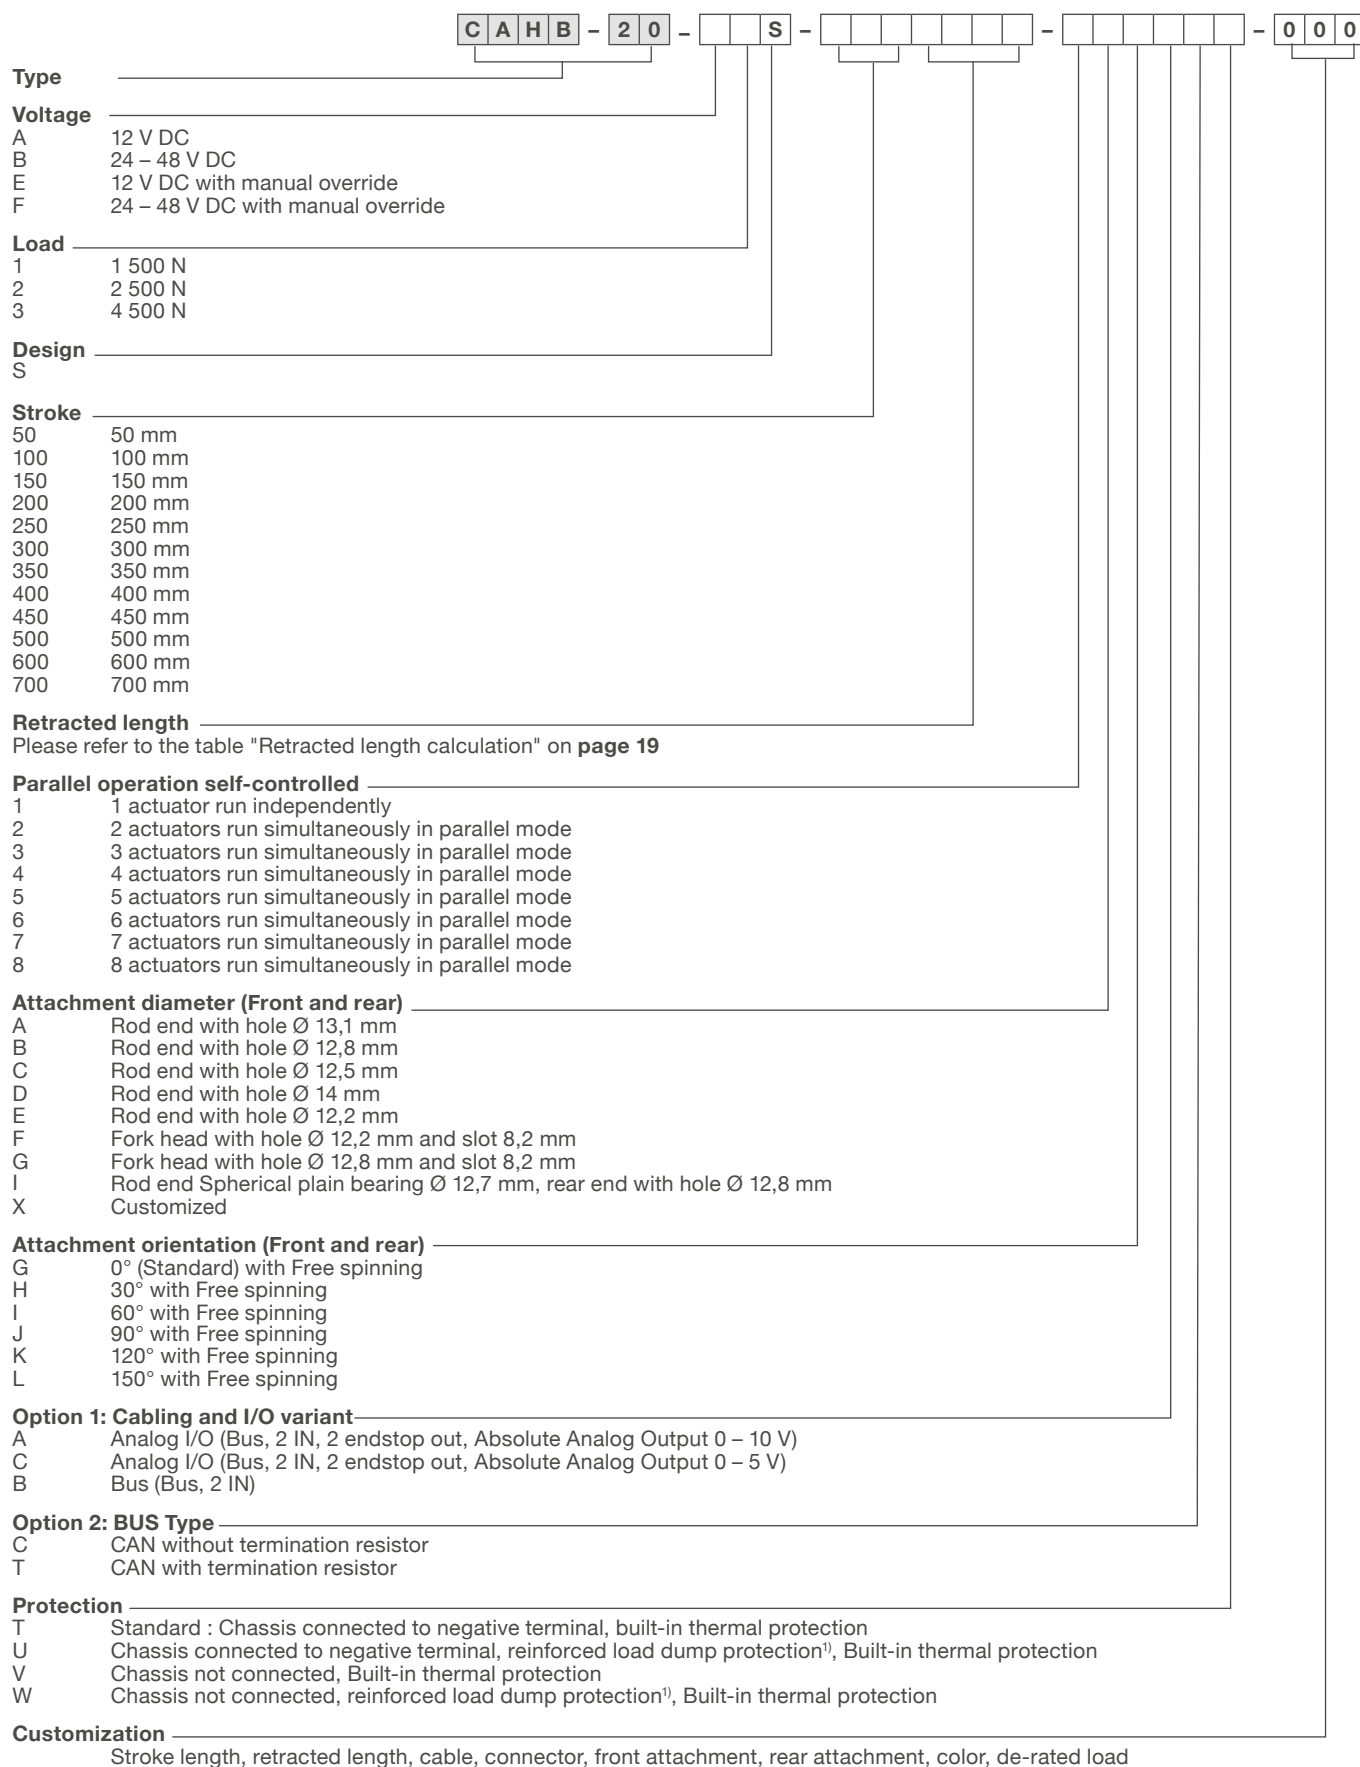 C A H B – 2 0 – S – – – 0 0 0
Type
Voltage
A 12 V DC
B 24 – 48 V DC
E 12 V DC with manual override
F 24 – 48 V DC with manual override
Load
1 1 500 N
2 2 500 N
3 4 500 N
Design
S
Stroke
50 50 mm
100 100 mm
150 150 mm
200 200 mm
250 250 mm
300 300 mm
350 350 mm
400 400 mm
450 450 mm
500 500 mm
600 600 mm
700 700 mm
Retracted length
Please refer to the table "Retracted length calculation" on page 19
Parallel operation self-controlled
1 1 actuator run independently
2 2 actuators run simultaneously in parallel mode
3 3 actuators run simultaneously in parallel mode
4 4 actuators run simultaneously in parallel mode
5 5 actuators run simultaneously in parallel mode
6 6 actuators run simultaneously in parallel mode
7 7 actuators run simultaneously in parallel mode
8 8 actuators run simultaneously in parallel mode
Attachment diameter (Front and rear)
A Rod end with hole Ø 13,1 mm
B Rod end with hole Ø 12,8 mm
C Rod end with hole Ø 12,5 mm
D Rod end with hole Ø 14 mm
E Rod end with hole Ø 12,2 mm
F Fork head with hole Ø 12,2 mm and slot 8,2 mm
G Fork head with hole Ø 12,8 mm and slot 8,2 mm
I Rod end Spherical plain bearing Ø 12,7 mm, rear end with hole Ø 12,8 mm
X Customized
Attachment orientation (Front and rear)
G 0° (Standard) with Free spinning
H 30° with Free spinning
I 60° with Free spinning
J 90° with Free spinning
K 120° with Free spinning
L 150° with Free spinning
Option 1: Cabling and I/O variant
A Analog I/O (Bus, 2 IN, 2 endstop out, Absolute Analog Output 0 – 10 V)
C Analog I/O (Bus, 2 IN, 2 endstop out, Absolute Analog Output 0 – 5 V)
B Bus (Bus, 2 IN)
Option 2: BUS Type
C CAN without termination resistor
T CAN with termination resistor
Protection
T Standard : Chassis connected to negative terminal, built-in thermal protection
U Chassis connected to negative terminal, reinforced load dump protection1), Built-in thermal protection
V Chassis not connected, Built-in thermal protection
W Chassis not connected, reinforced load dump protection1), Built-in thermal protection
Customization
Stroke length, retracted length, cable, connector, front attachment, rear attachment, color, de-rated load